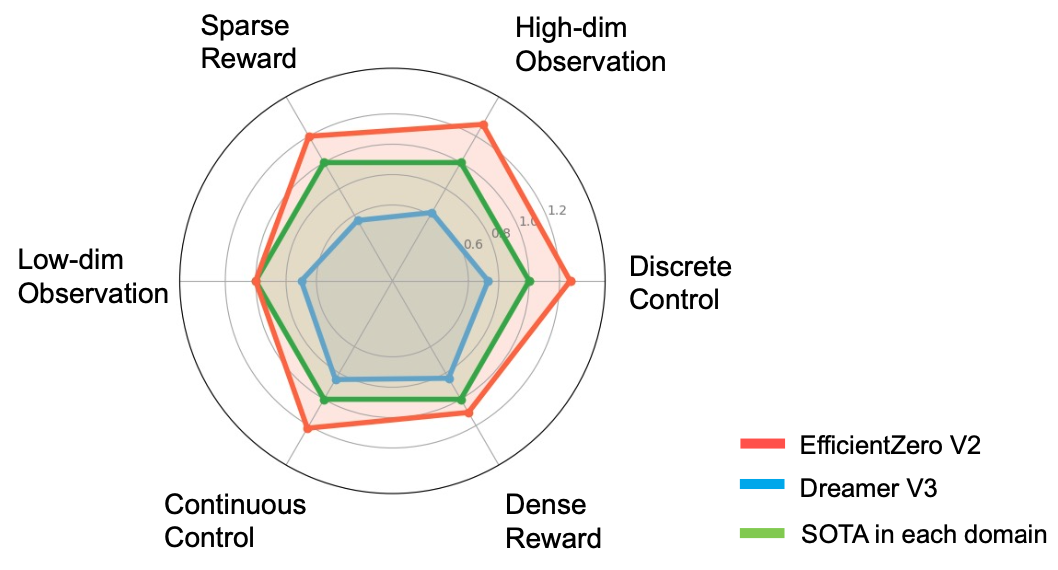 Sparse
Reward
High-dim
Observation
1.2
1.0
0.8
0.6
Low-dim
Observation
Discrete
Control
Continuous
Control
Dense
Reward
EfficientZero V2
Dreamer V3
SOTA in each domain